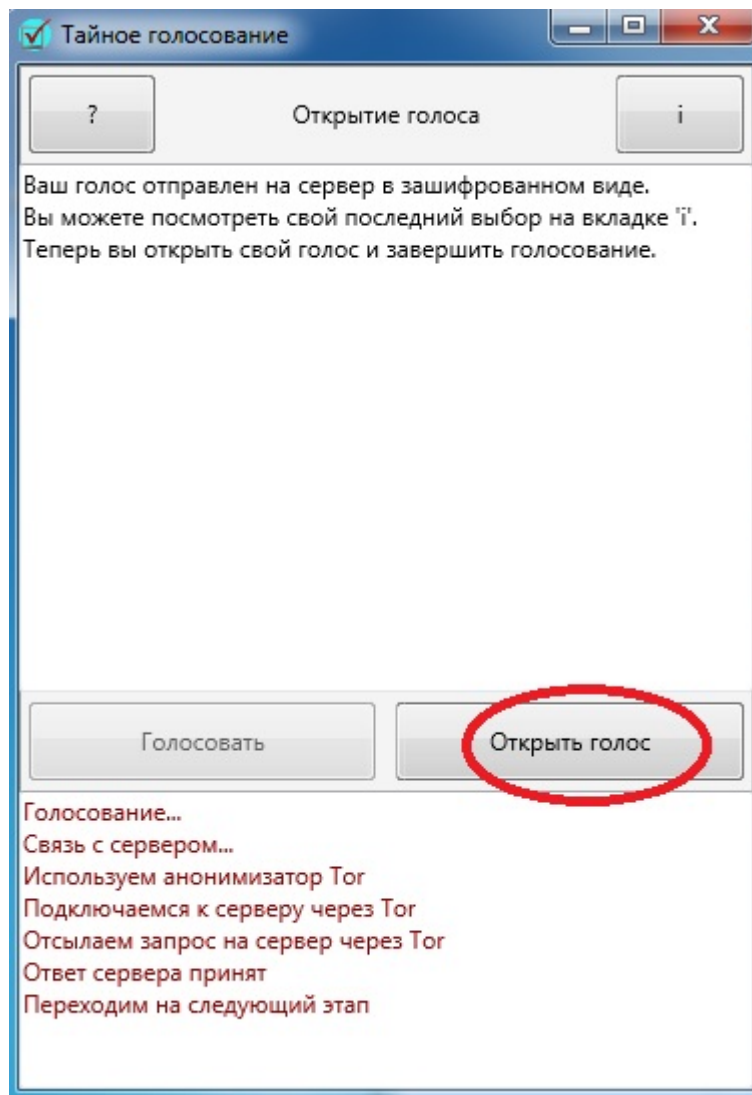 Тайное голосование
?
Открытие голоса
i
Ваш голос отправлен на сервер в зашифрованном виде.
Вы можете посмотреть свой последний выбор на вкладке 'i'.
Теперь вы открыть свой голос и завершить голосование.
Голосовать
Открыть голос
Голосование...
Связь с сервером...
Используем анонимизатор Tor
Подключаемся к серверу через Tor
Отсылаем запрос на сервер через Tor
Ответ сервера принят
Переходим на следующий этап